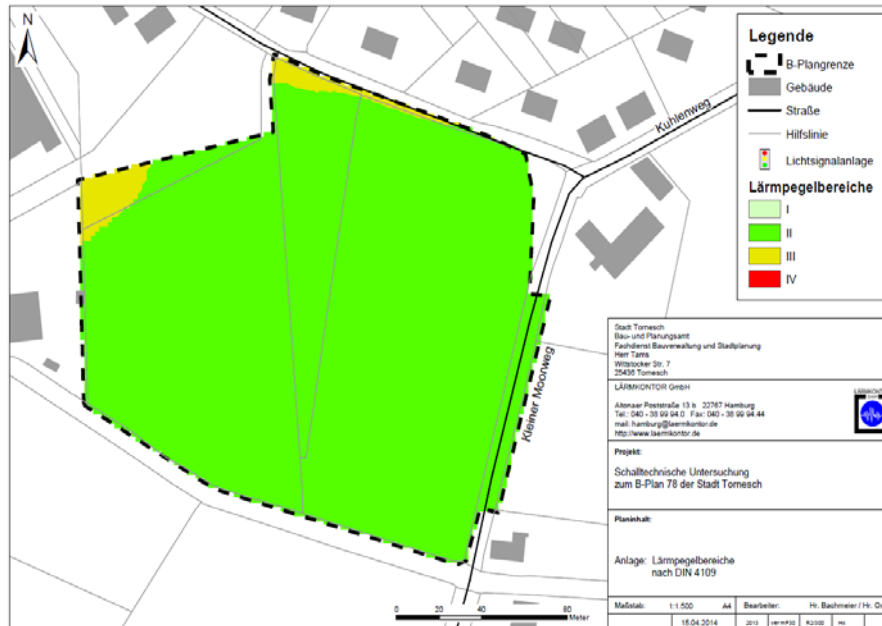 N
Kuhlenweg
Kleiner Moorweg
0 20 40 80
Meter
Legende
B-Plangrenze
Gebäude
Straße
Hilfslinie
Lichtsignalanlage
Lärmpegelbereiche
I
II
III
IV
Stadt Tornesch
Bau- und Planungsamt
Fachdienst Bauverwaltung und Stadtplanung
Herr Tams
Wittstocker Str. 7
25436 Tornesch
LÄRMKONTOR GmbH
Altonaer Poststraße 13 b 22767 Hamburg
Tel.: 040 - 38 99 94.0 Fax: 040 - 38 99 94.44
mail: hamburg@laermkontor.de
http://www.laermkontor.de
Projekt:
Schalltechnische Untersuchung
zum B-Plan 78 der Stadt Tornesch
Planinhalt:
Anlage: Lärmpegelbereiche
nach DIN 4109
Maßstab: 1:1.500 A4 Bearbeiter: Hr. Bachmeier / Hr.
15.04.2014 2013